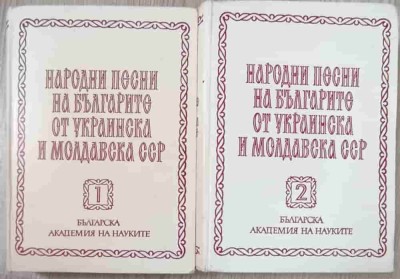 НАРОДНИ ПЕСНИ
НА БЪЛГАРИТЕ
ОТ УКРАИНСКА
И МОЛДАВСКА ССР
1
БЪЛГАРСКА
АКАДЕМИЯ НА НАУКИТЕ
НАРОДНИ ПЕСНИ
НА БЪЛГАРИТЕ
ОТ УКРАИНСКА
И МОЛДАВСКА ССР
2
БЪЛГАРСКА
АКАДЕМИЯ НА НАУКИТЕ